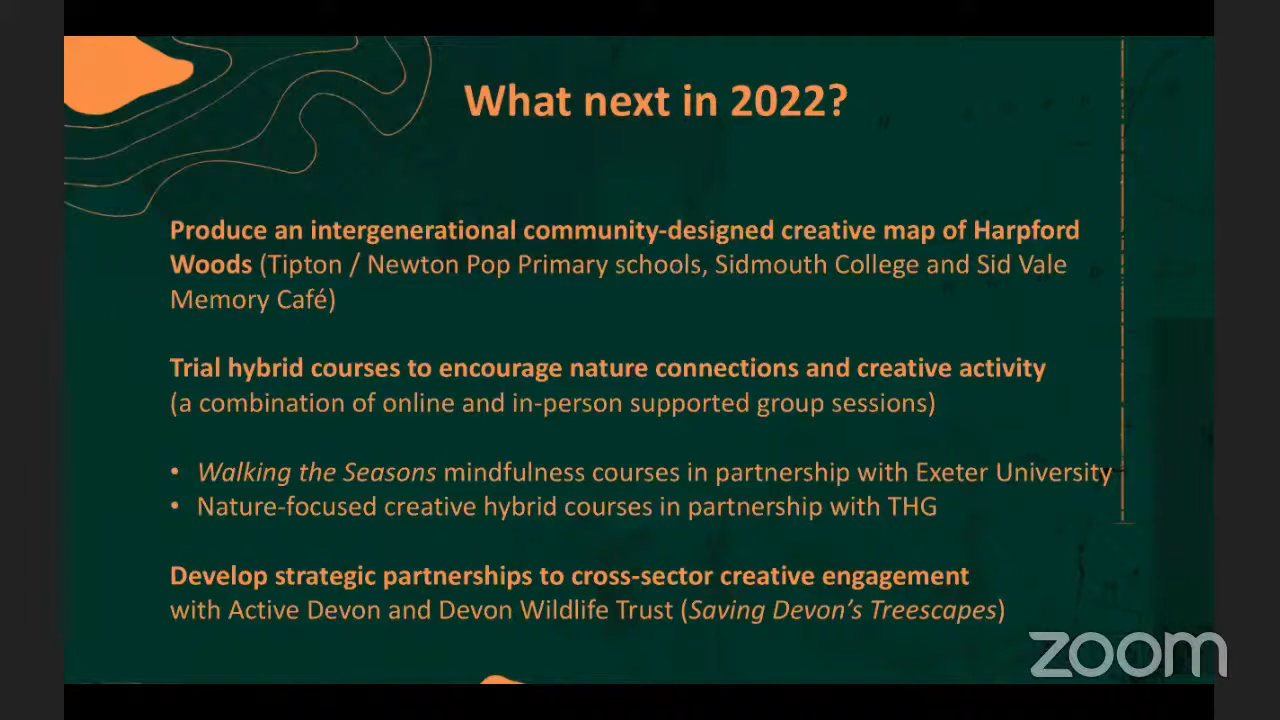 What next in 2022?
Produce an intergenerational community-designed creative map of Harpford
Woods (Tipton / Newton Pop Primary schools, Sidmouth College and Sid Vale
Memory Café)
Trial hybrid courses to encourage nature connections and creative activity
(a combination of online and in-person supported group sessions)
• Walking the Seasons mindfulness courses in partnership with Exeter University
• Nature-focused creative hybrid courses in partnership with THG
Develop strategic partnerships to cross-sector creative engagement
with Active Devon and Devon Wildlife Trust (Saving Devon's Treescapes)
zoom